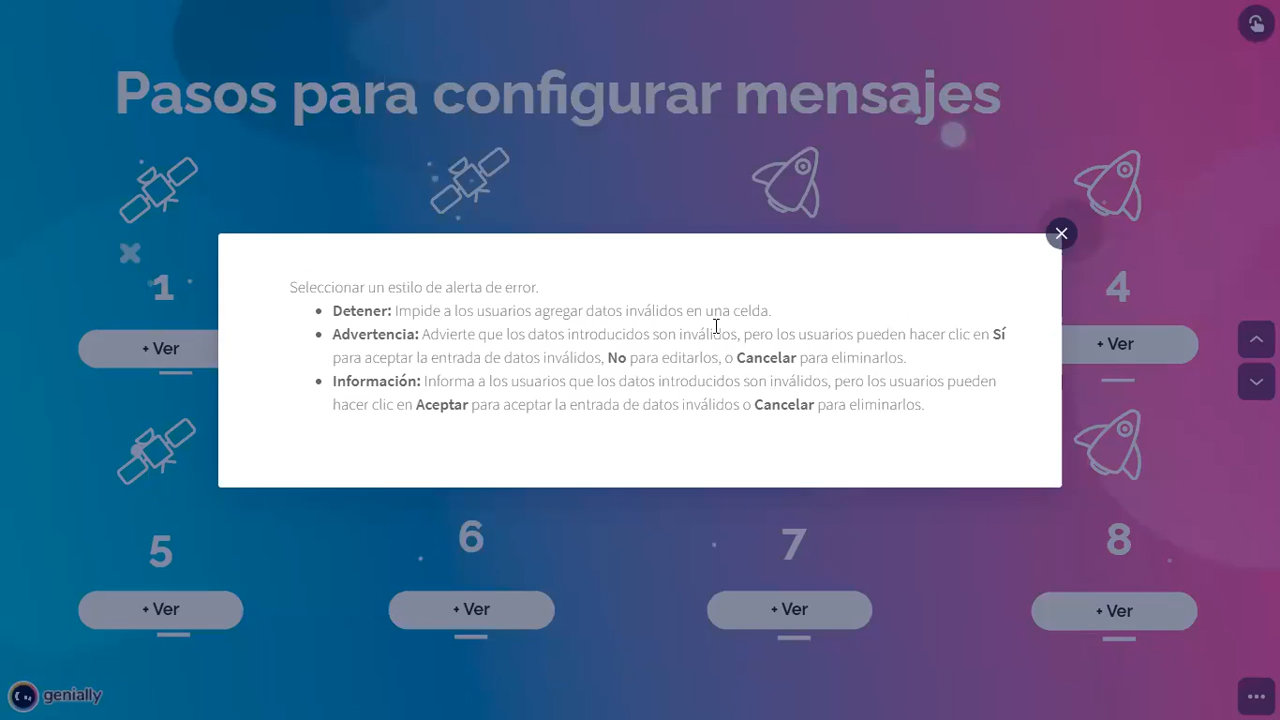 Pasos para configurar mensajes
1
4
+ Ver
+ Ver
Seleccionar un estilo de alerta de error.
• Detener: Impide a los usuarios agregar datos inválidos en una celda.
• Advertencia: Advierte que los datos introducidos son inválidos, pero los usuarios pueden hacer clic en Sí
para aceptar la entrada de datos inválidos, No para editarlos, o Cancelar para eliminarlos.
• Información: Informa a los usuarios que los datos introducidos son inválidos, pero los usuarios pueden
hacer clic en Aceptar para aceptar la entrada de datos inválidos o Cancelar para eliminarlos.
5
6
7
8
+ Ver
+ Ver
+ Ver
+ Ver
genially